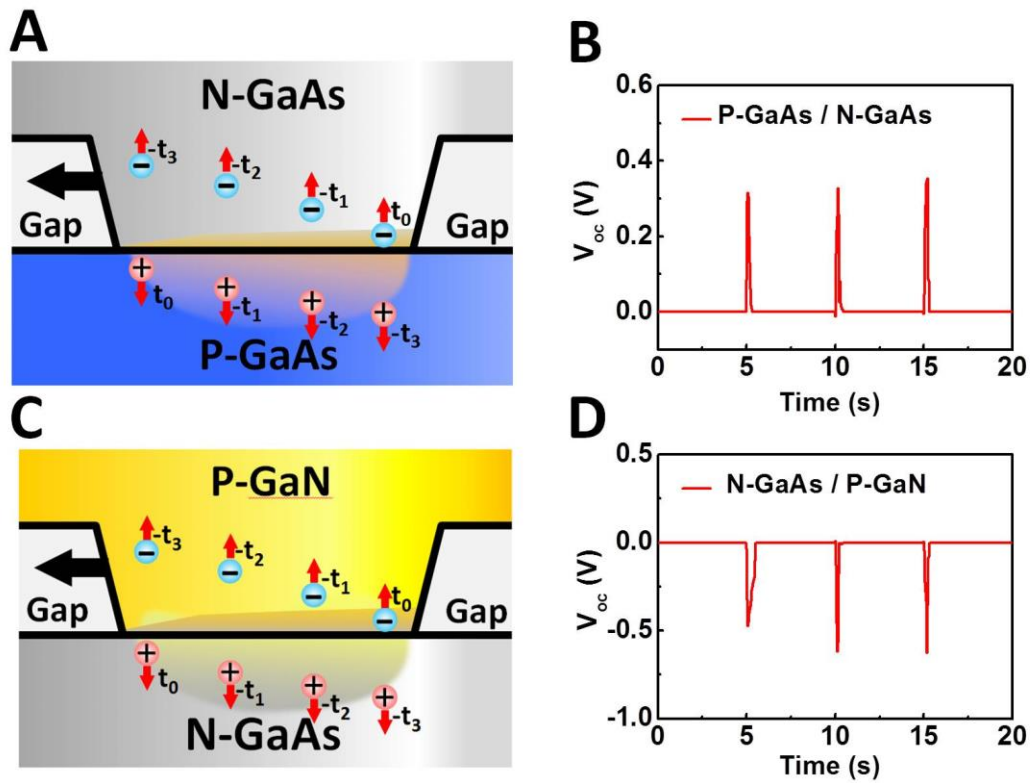 A
N-GaAs
-t3
-t2
-t1
t0
Gap
Gap
t0
-t1
-t2
-t3
P-GaAs
B
0.6
0.4
0.2
0.0
Voc (V)
P-GaAs / N-GaAs
0 5 10 15 20
Time (s)
C
P-GaN
-t3
-t2
-t1
t0
Gap
Gap
t0
-t1
-t2
-t3
N-GaAs
D
0.5
0.0
-0.5
-1.0
Voc (V)
N-GaAs / P-GaN
0 5 10 15 20
Time (s)